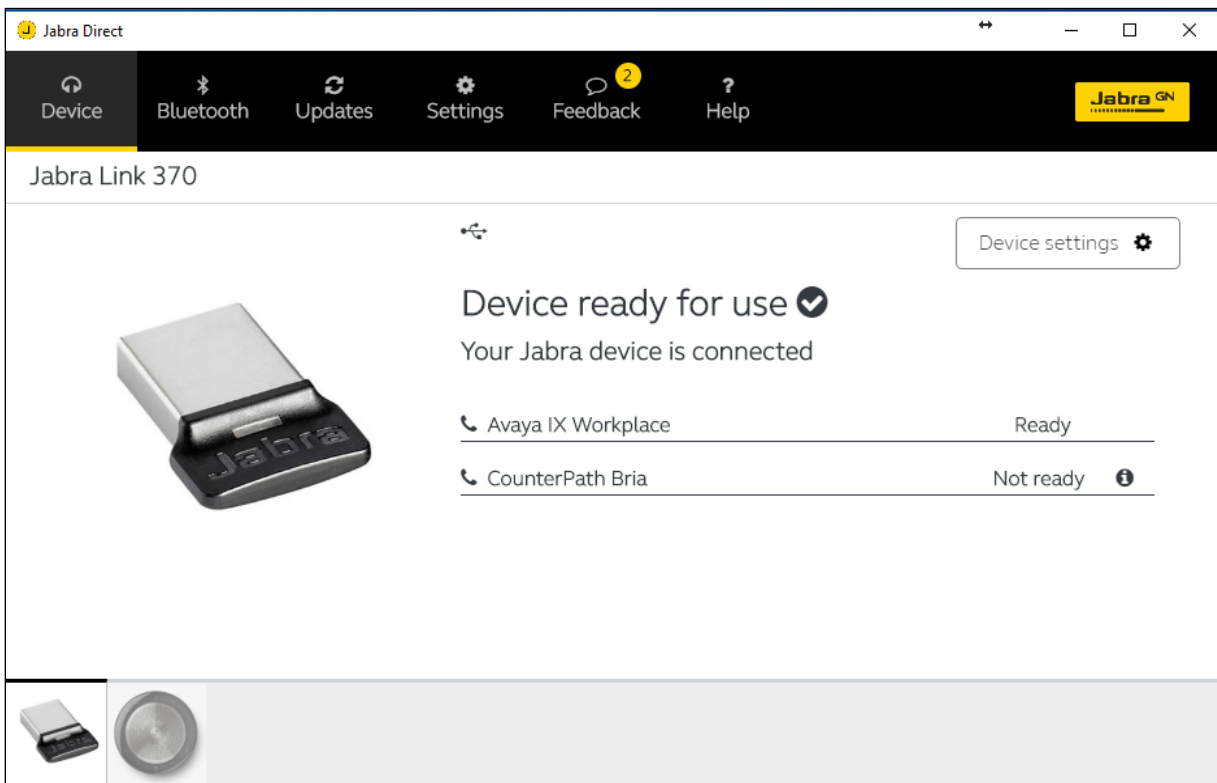 Jabra Direct
Device
Bluetooth
Updates
Settings
2
Feedback
?
Help
Jabra GN
Jabra Link 370
Device settings
Device ready for use
Your Jabra device is connected
Avaya IX Workplace Ready
CounterPath Bria Not ready
Jabra
Jabra